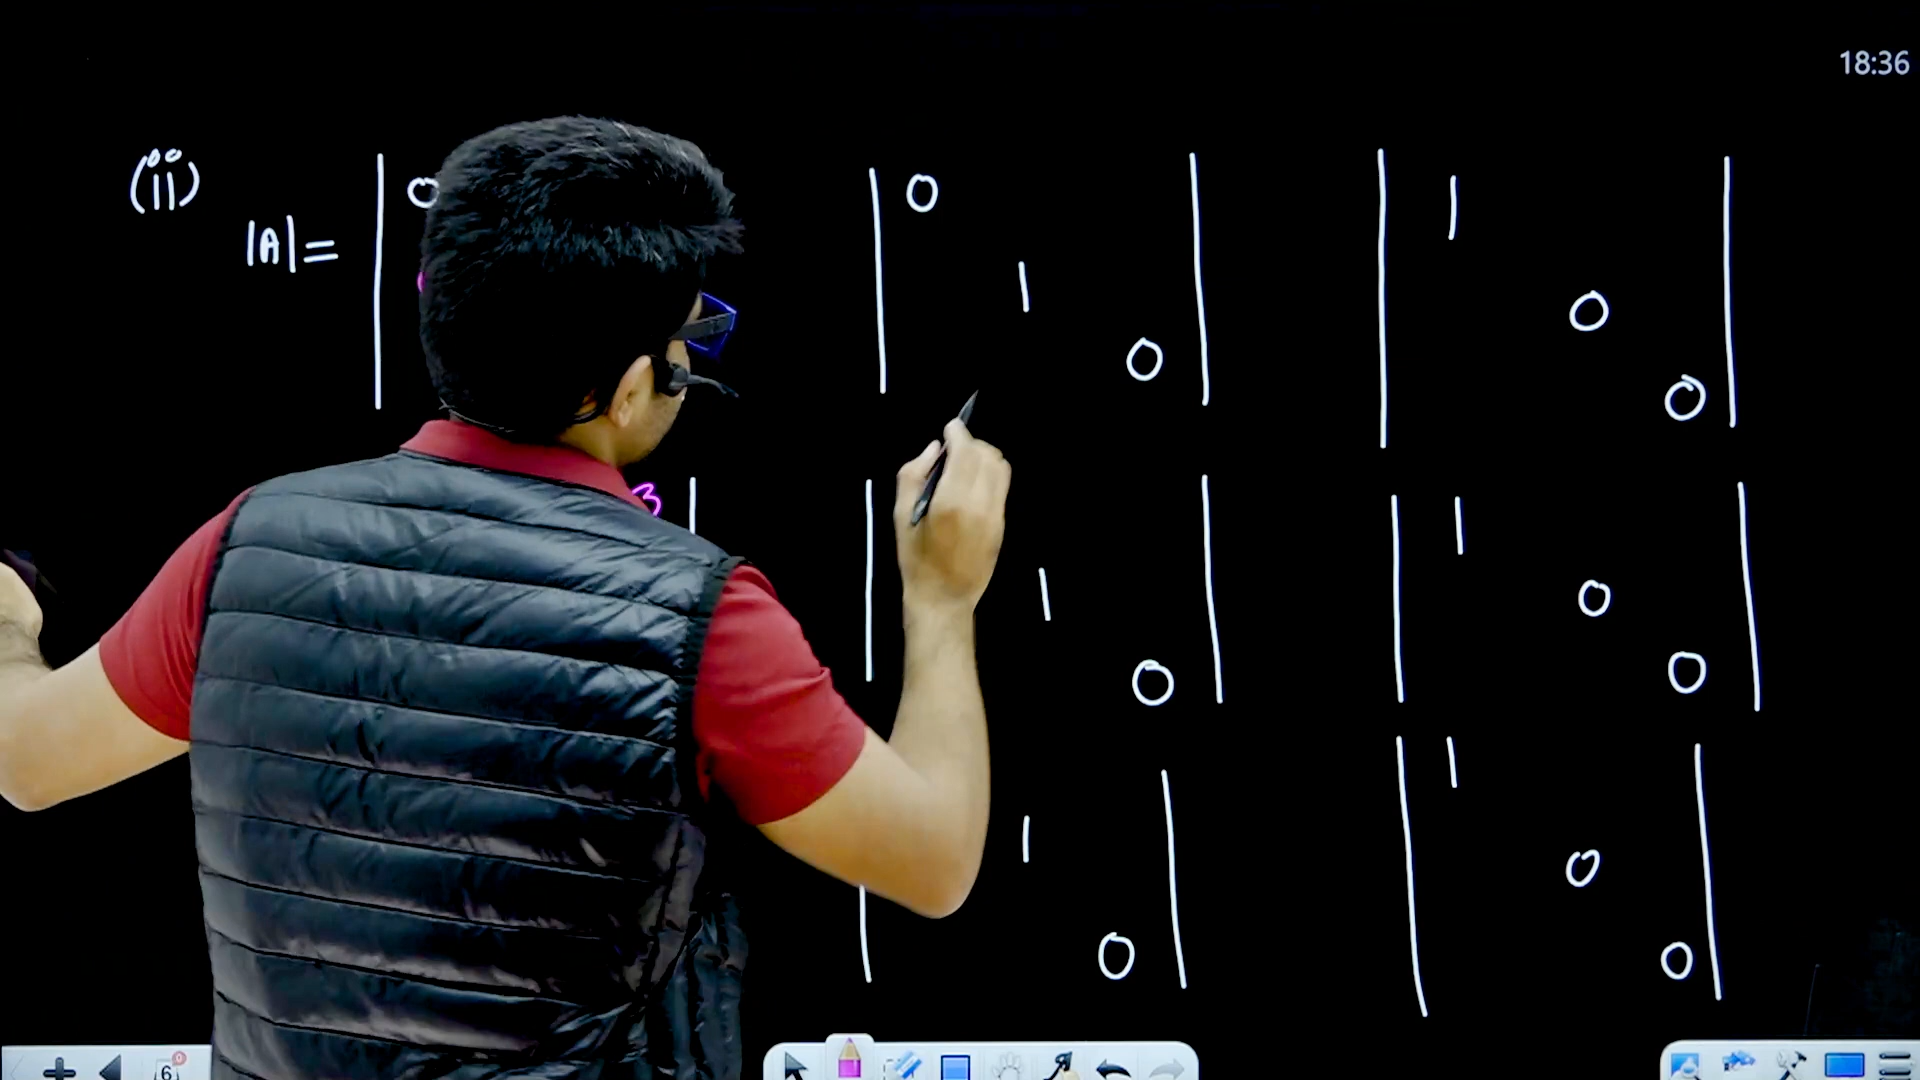 18:36
(ii)
|A| = | 0 | 0 | | 1 |
1 0
0 0
3 | | | | 1 |
1 0
0 0
| | | 1 |
1 0
0 0
6
0